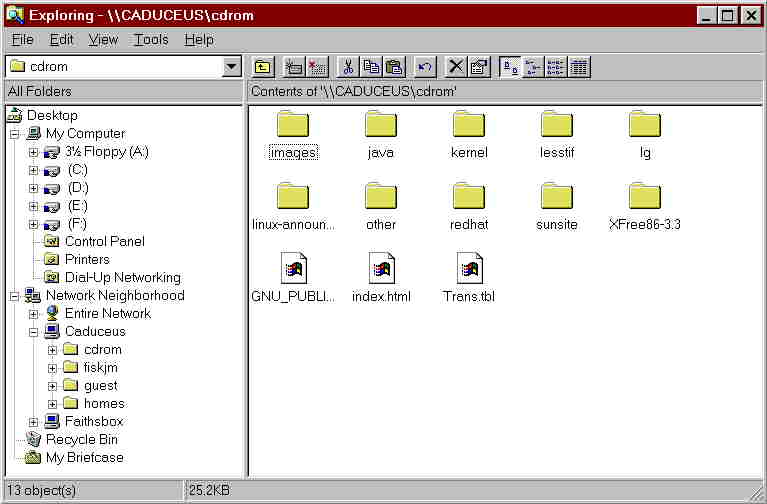 Exploring - \\CADUCEUS\cdrom
File Edit View Tools Help
cdrom
All Folders
Contents of '\\CADUCEUS\cdrom'
Desktop
My Computer
3½ Floppy (A:)
(C:)
(D:)
(E:)
(F:)
Control Panel
Printers
Dial-Up Networking
Network Neighborhood
Entire Network
Caduceus
cdrom
fiskjm
guest
homes
Faithsbox
Recycle Bin
My Briefcase
images java kernel lesstif lg
linux-announ... other redhat sunsite XFree86-3.3
GNU_PUBLI... index.html Trans.tbl
13 object(s) 25.2KB